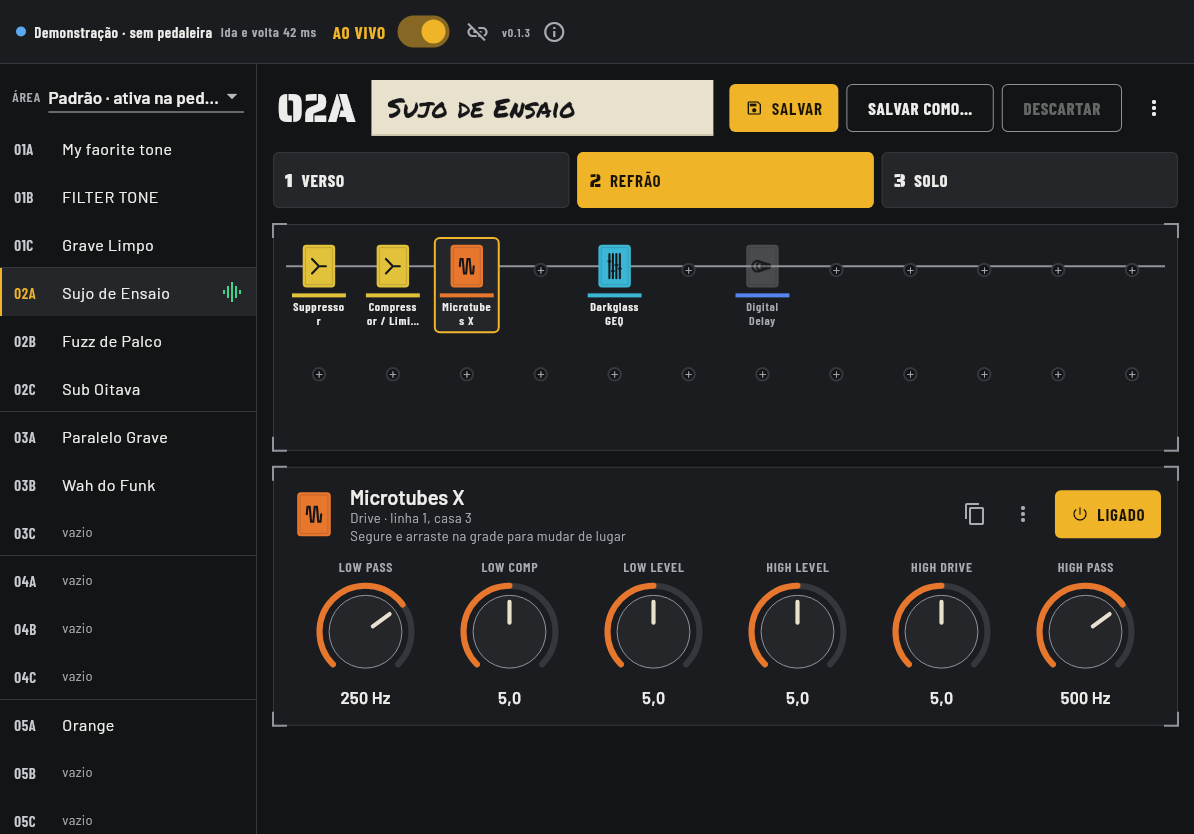 Demonstração · sem pedaleira Ida e volta 42 ms AO VIVO v0.1.3
ÁREA Padrão · ativa na ped...
01A My faorite tone
01B FILTER TONE
01C Grave Limpo
02A Sujo de Ensaio
02B Fuzz de Palco
02C Sub Oitava
03A Paralelo Grave
03B Wah do Funk
03C vazio
04A vazio
04B vazio
04C vazio
05A Orange
05B vazio
05C vazio
02A Sujo de Ensaio SALVAR SALVAR COMO... DESCARTAR
1 VERSO 2 REFRÃO 3 SOLO
Suppresso
r
Compress
or / Limi...
Microtube
s X
Darkglass
GEQ
Digital
Delay
Microtubes X
Drive · linha 1, casa 3
Segure e arraste na grade para mudar de lugar
LIGADO
LOW PASS LOW COMP LOW LEVEL HIGH LEVEL HIGH DRIVE HIGH PASS
250 Hz 5,0 5,0 5,0 5,0 500 Hz